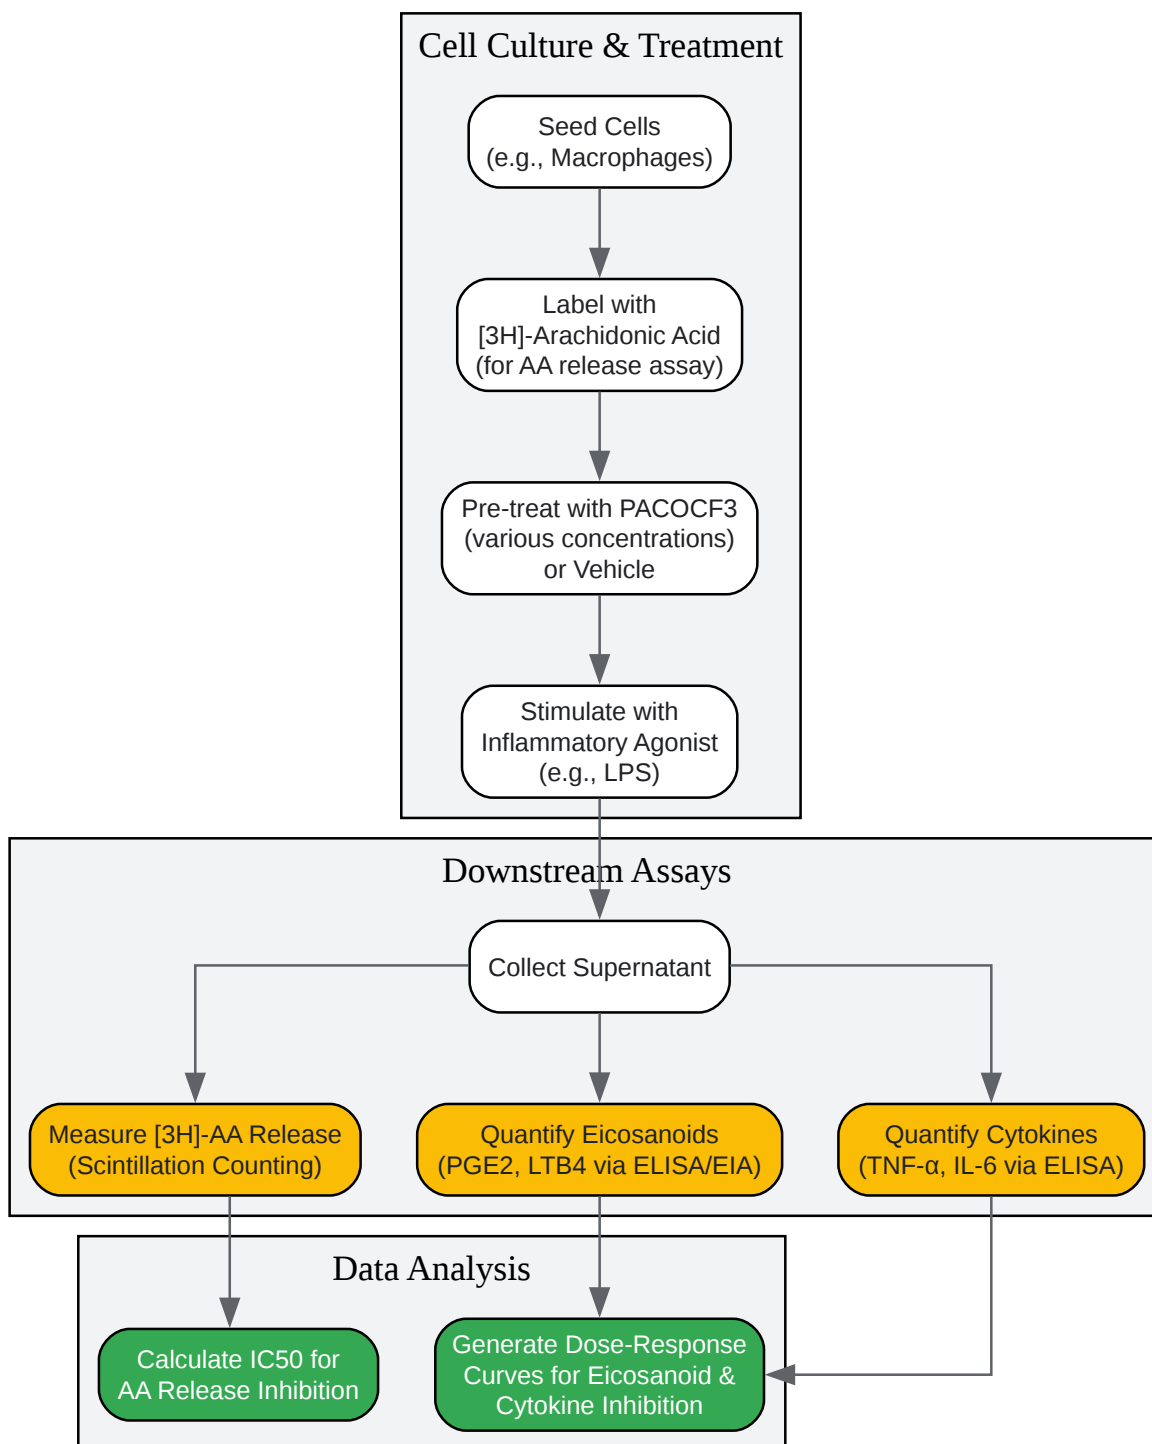 Cell Culture & Treatment
Seed Cells
(e.g., Macrophages)
Label with
[3H]-Arachidonic Acid
(for AA release assay)
Pre-treat with PACOCF3
(various concentrations)
or Vehicle
Stimulate with
Inflammatory Agonist
(e.g., LPS)
Downstream Assays
Collect Supernatant
Measure [3H]-AA Release
(Scintillation Counting)
Quantify Eicosanoids
(PGE2, LTB4 via ELISA/EIA)
Quantify Cytokines
(TNF-α, IL-6 via ELISA)
Data Analysis
Calculate IC50 for
AA Release Inhibition
Generate Dose-Response
Curves for Eicosanoid &
Cytokine Inhibition